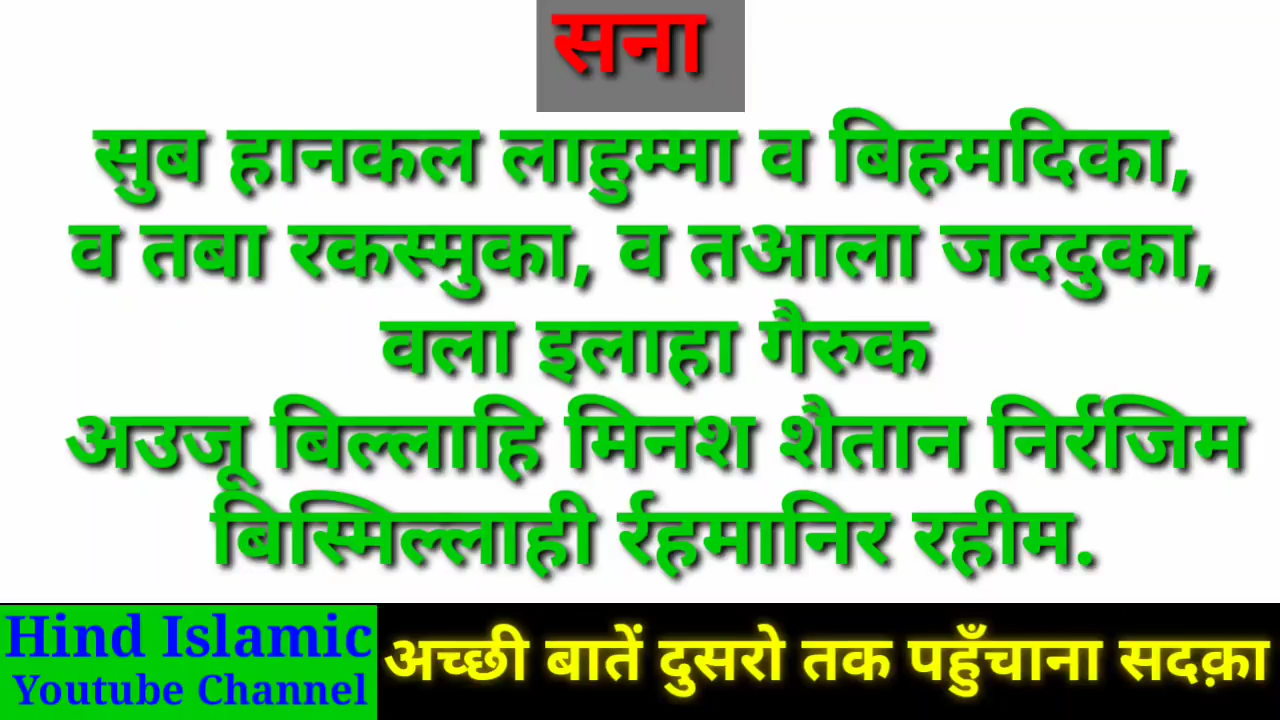 सना
सुब हानकल लाहुम्मा व बिहमदिका,
व तबा रकस्मुका, व तआला जददुका,
वला इलाहा गैरुक
अउजू बिल्लाहि मिनश शैतान निर्रजिम
बिस्मिल्लाही र्रहमानिर रहीम.
Hind Islamic
Youtube Channel
अच्छी बातें दुसरो तक पहुँचाना सदक़ा